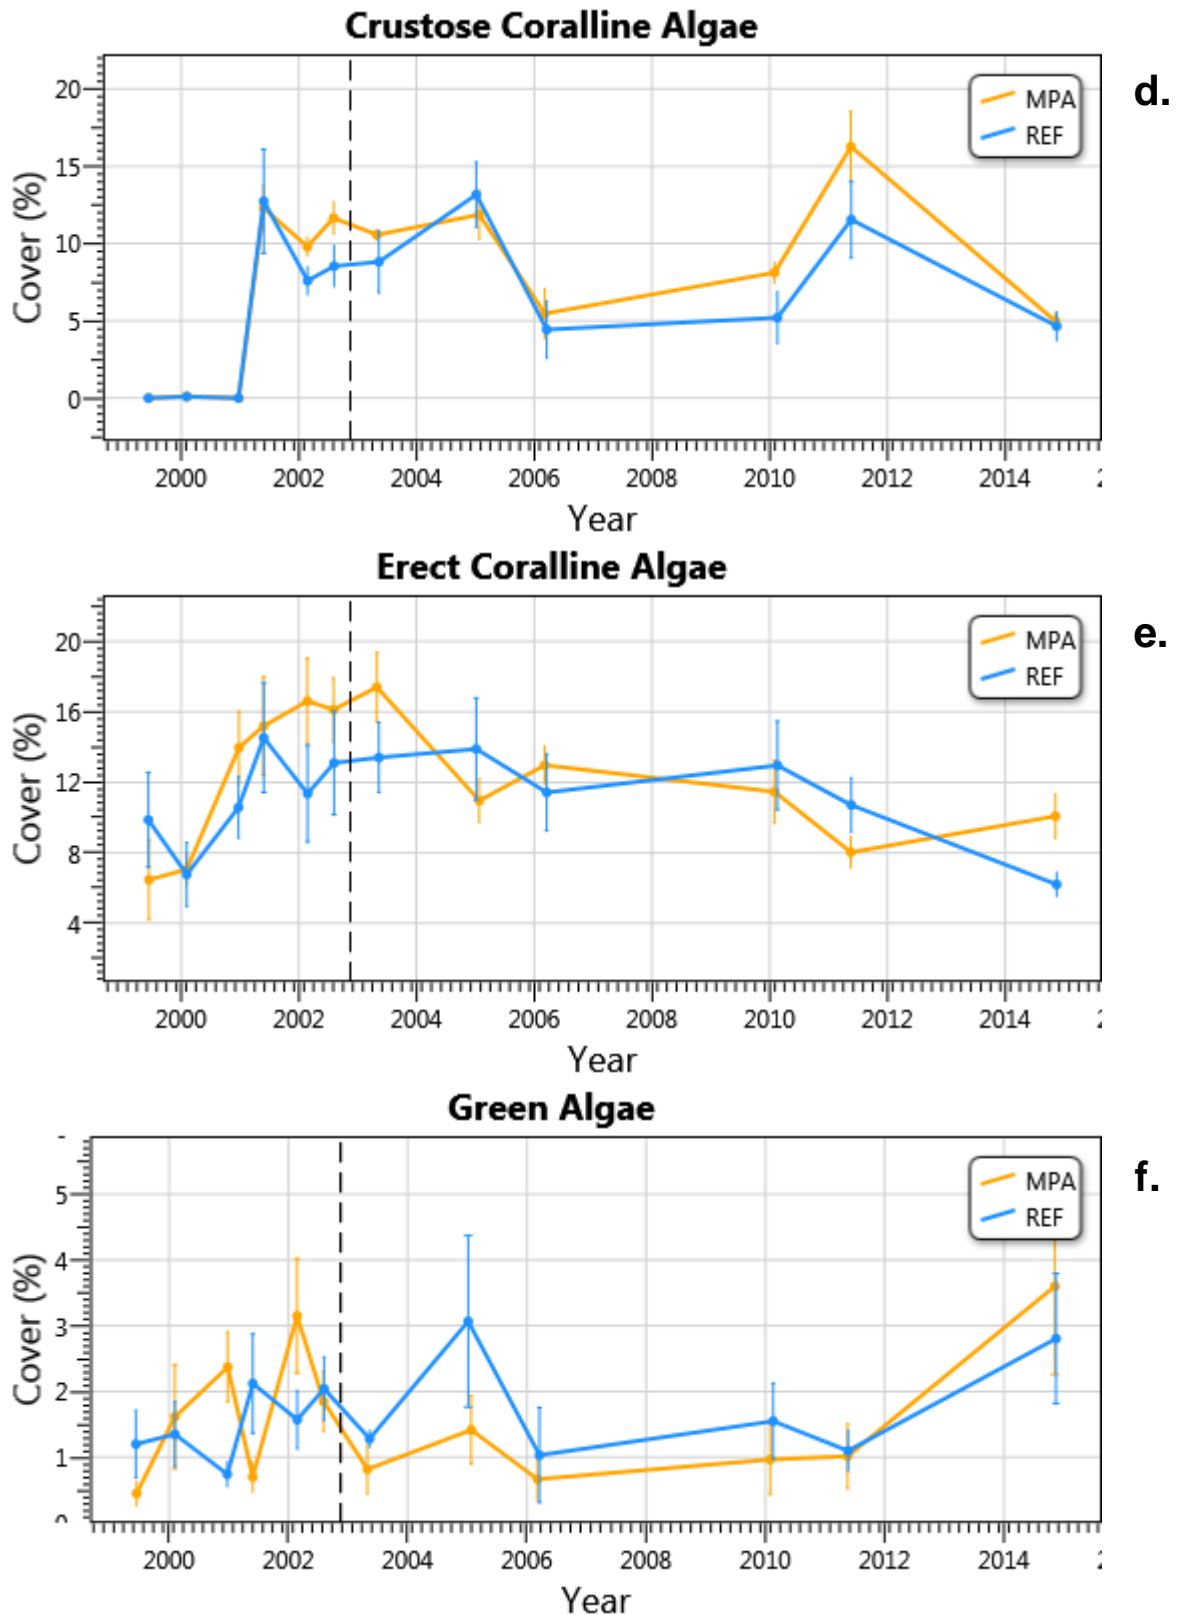 Crustose Coralline Algae
d.
MPA
REF
Cover (%)
20
15
10
5
0
2000 2002 2004 2006 2008 2010 2012 2014
Year
Erect Coralline Algae
e.
MPA
REF
Cover (%)
20
16
12
8
4
2000 2002 2004 2006 2008 2010 2012 2014
Year
Green Algae
f.
MPA
REF
Cover (%)
5
4
3
2
1
2000 2002 2004 2006 2008 2010 2012 2014
Year